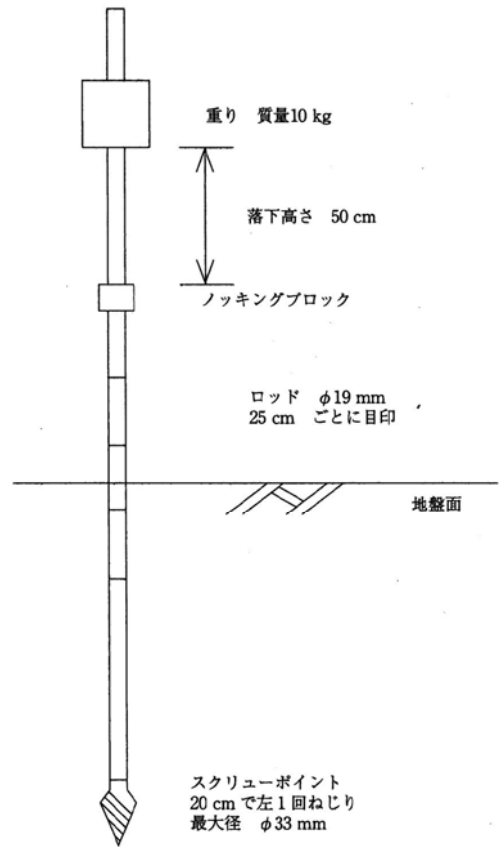 重り 質量10 kg
落下高さ 50 cm
ノッキングブロック
ロッド φ19 mm
25 cm ごとに目印
地盤面
スクリューポイント
20 cm で左1回ねじり
最大径 φ33 mm